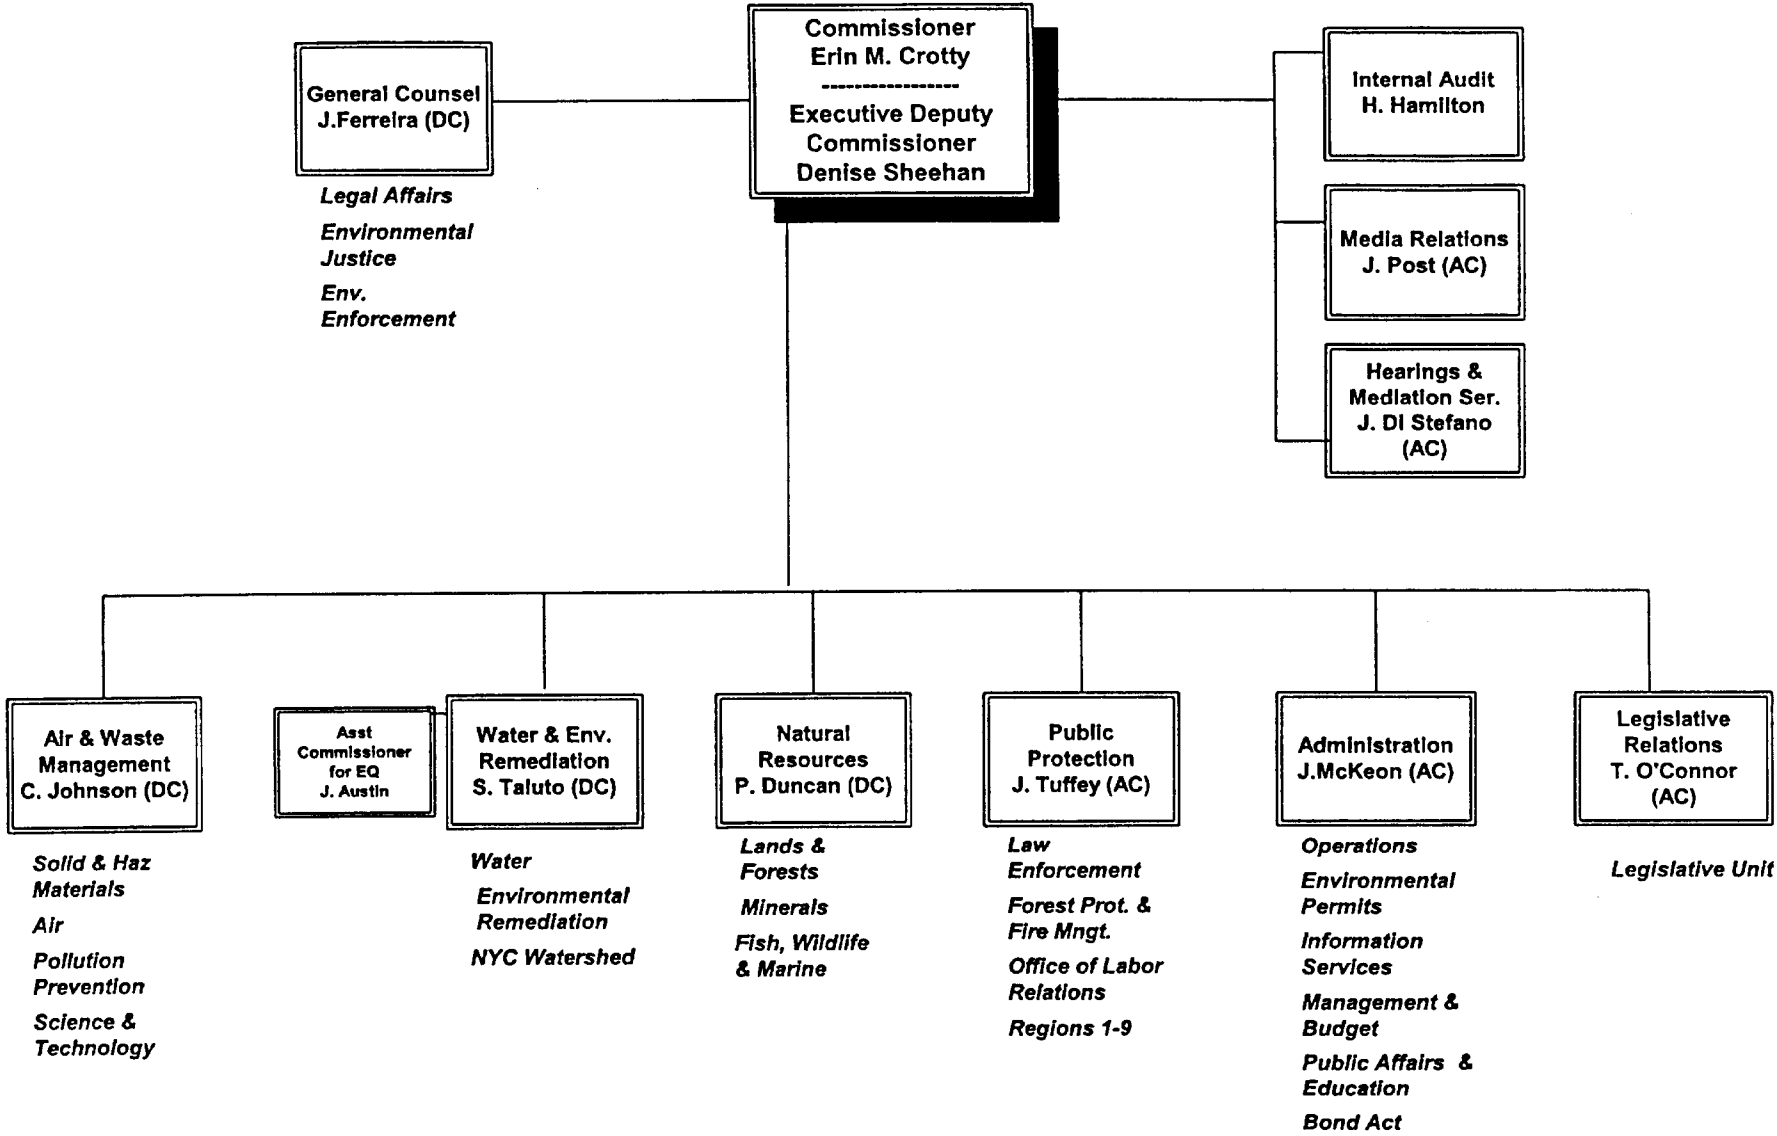 Commissioner
Erin M. Crotty
-----------------
Executive Deputy
Commissioner
Denise Sheehan
General Counsel
J.Ferreira (DC)
Legal Affairs
Environmental
Justice
Env.
Enforcement
Internal Audit
H. Hamilton
Media Relations
J. Post (AC)
Hearings &
Mediation Ser.
J. Di Stefano
(AC)
Air & Waste
Management
C. Johnson (DC)
Solid & Haz
Materials
Air
Pollution
Prevention
Science &
Technology
Asst
Commissioner
for EQ
J. Austin
Water & Env.
Remediation
S. Taluto (DC)
Water
Environmental
Remediation
NYC Watershed
Natural
Resources
P. Duncan (DC)
Lands &
Forests
Minerals
Fish, Wildlife
& Marine
Public
Protection
J. Tuffey (AC)
Law
Enforcement
Forest Prot. &
Fire Mngt.
Office of Labor
Relations
Regions 1-9
Administration
J.McKeon (AC)
Operations
Environmental
Permits
Information
Services
Management &
Budget
Public Affairs &
Education
Bond Act
Legislative
Relations
T. O'Connor
(AC)
Legislative Unit